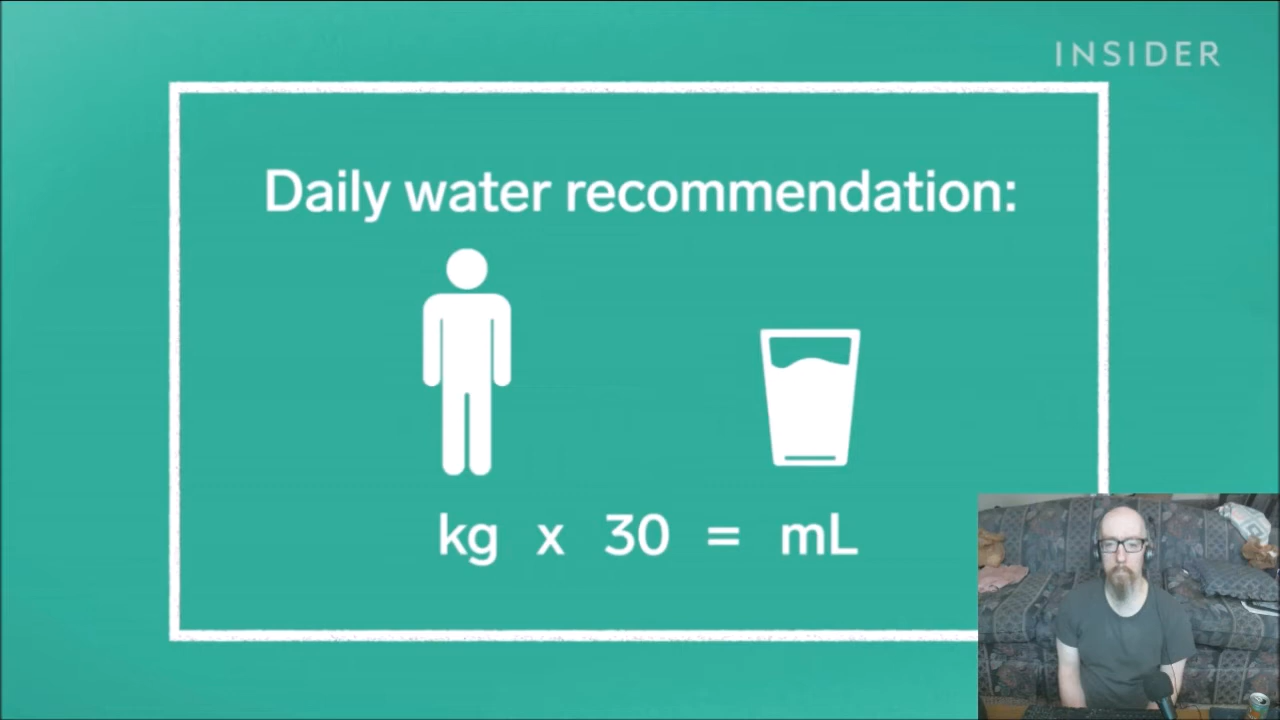 INSIDER
Daily water recommendation:
kg x 30 = mL